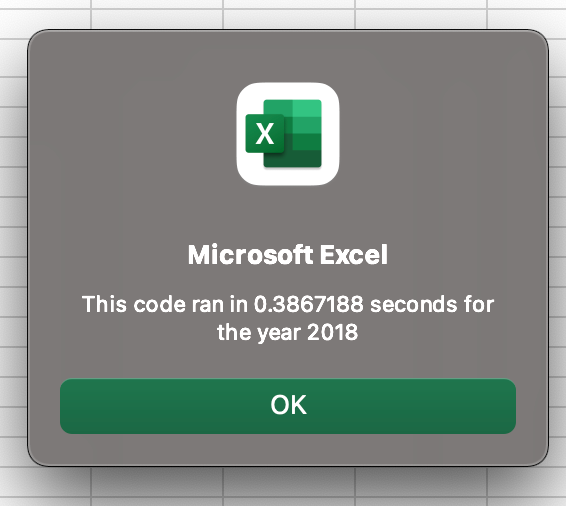 X
Microsoft Excel
This code ran in 0.3867188 seconds for
the year 2018
OK